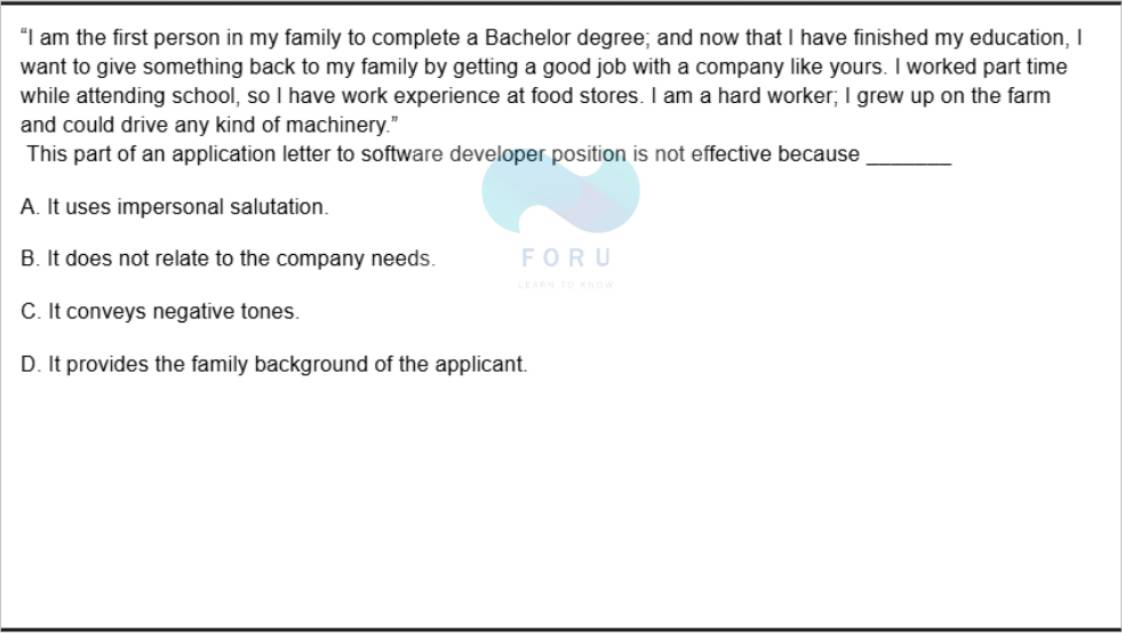 “I am the first person in my family to complete a Bachelor degree; and now that I have finished my education, I
want to give something back to my family by getting a good job with a company like yours. I worked part time
while attending school, so I have work experience at food stores. I am a hard worker; I grew up on the farm
and could drive any kind of machinery.”
This part of an application letter to software developer position is not effective because _______
A. It uses impersonal salutation.
B. It does not relate to the company needs.
FORU
LEARN TO KNOW
C. It conveys negative tones.
D. It provides the family background of the applicant.